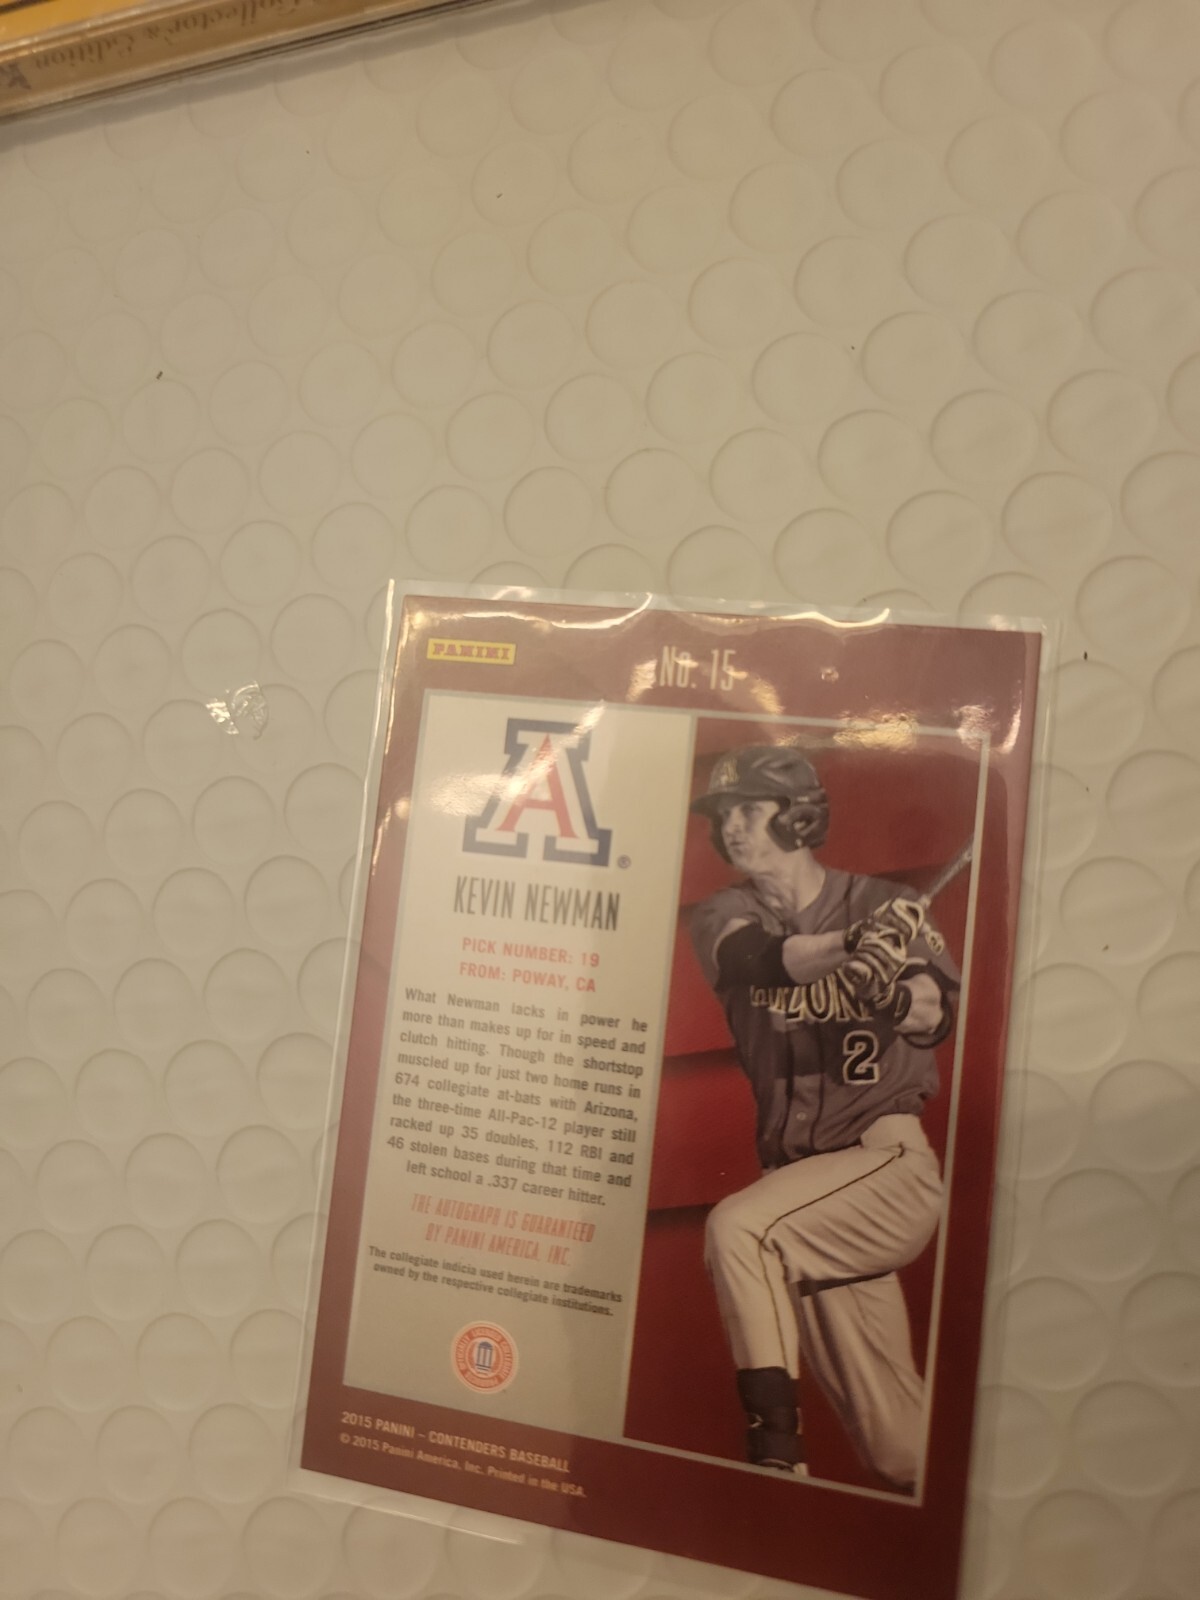 Collector's Edition
PANINI
No. 15
A
®
KEVIN NEWMAN
PICK NUMBER: 19
FROM: POWAY, CA
What Newman lacks in power he
more than makes up for in speed and
clutch hitting. Though the shortstop
muscled up for just two home runs in
674 collegiate at-bats with Arizona,
the three-time All-Pac-12 player still
racked up 35 doubles, 112 RBI and
46 stolen bases during that time and
left school a .337 career hitter.
THE AUTOGRAPH IS GUARANTEED
BY PANINI AMERICA, INC.
The collegiate indicia used herein are trademarks
owned by the respective collegiate institutions.
ARIZONA
2
2015 PANINI – CONTENDERS BASEBALL
© 2015 Panini America, Inc. Printed in the USA.